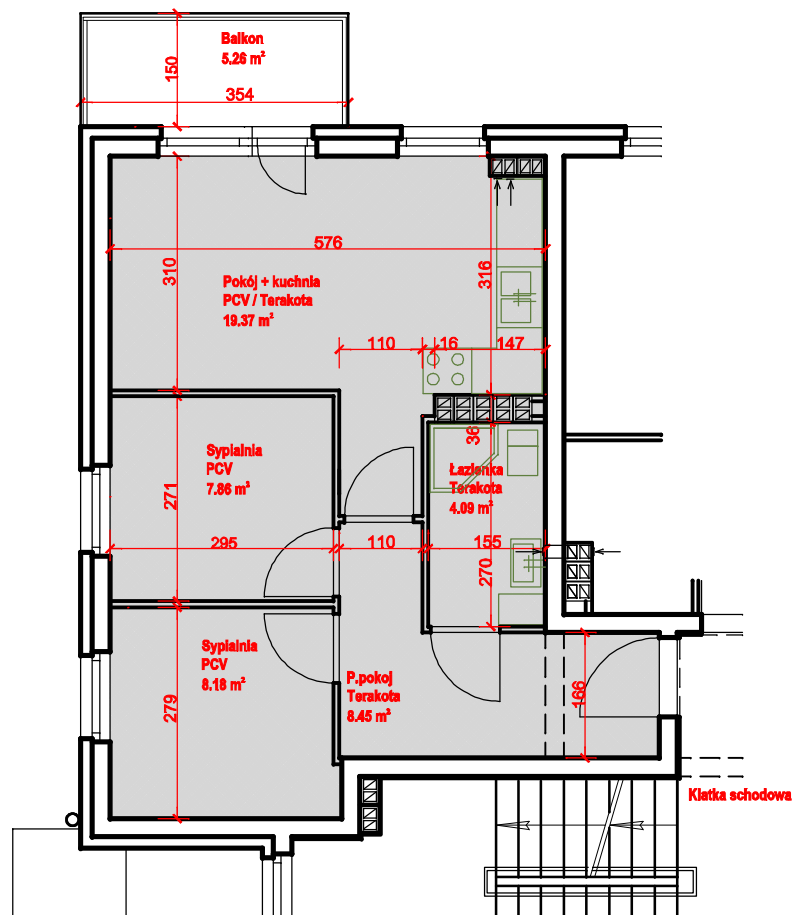 Balkon
5.26 m²
150
354
576
310
316
Pokój + kuchnia
PCV / Terakota
19.37 m²
110
16
147
36
Sypialnia
PCV
7.86 m²
271
Łazienka
Terakota
4.09 m²
295
110
155
270
Sypialnia
PCV
8.18 m²
279
P.pokoj
Terakota
8.45 m²
166
Klatka schodowa